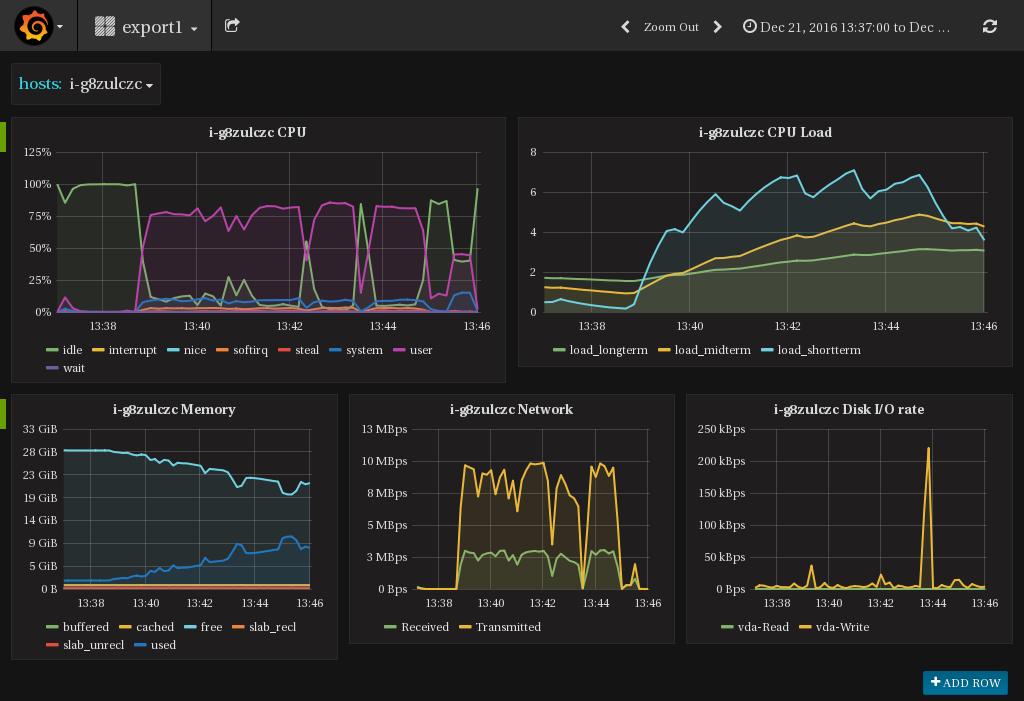 export1
Zoom Out
Dec 21, 2016 13:37:00 to Dec ...
hosts: i-g8zulczc
i-g8zulczc CPU
125%
100%
75%
50%
25%
0%
13:38 13:40 13:42 13:44 13:46
idle interrupt nice softirq steal system user
wait
i-g8zulczc CPU Load
8
6
4
2
0
13:38 13:40 13:42 13:44 13:46
load_longterm load_midterm load_shortterm
i-g8zulczc Memory
33 GiB
28 GiB
23 GiB
19 GiB
14 GiB
9 GiB
5 GiB
0 B
13:38 13:40 13:42 13:44 13:46
buffered cached free slab_recl
slab_unrecl used
i-g8zulczc Network
13 MBps
10 MBps
8 MBps
5 MBps
3 MBps
0 Bps
13:38 13:40 13:42 13:44 13:46
Received Transmitted
i-g8zulczc Disk I/O rate
250 kBps
200 kBps
150 kBps
100 kBps
50 kBps
0 Bps
13:38 13:40 13:42 13:44 13:46
vda-Read vda-Write
ADD ROW